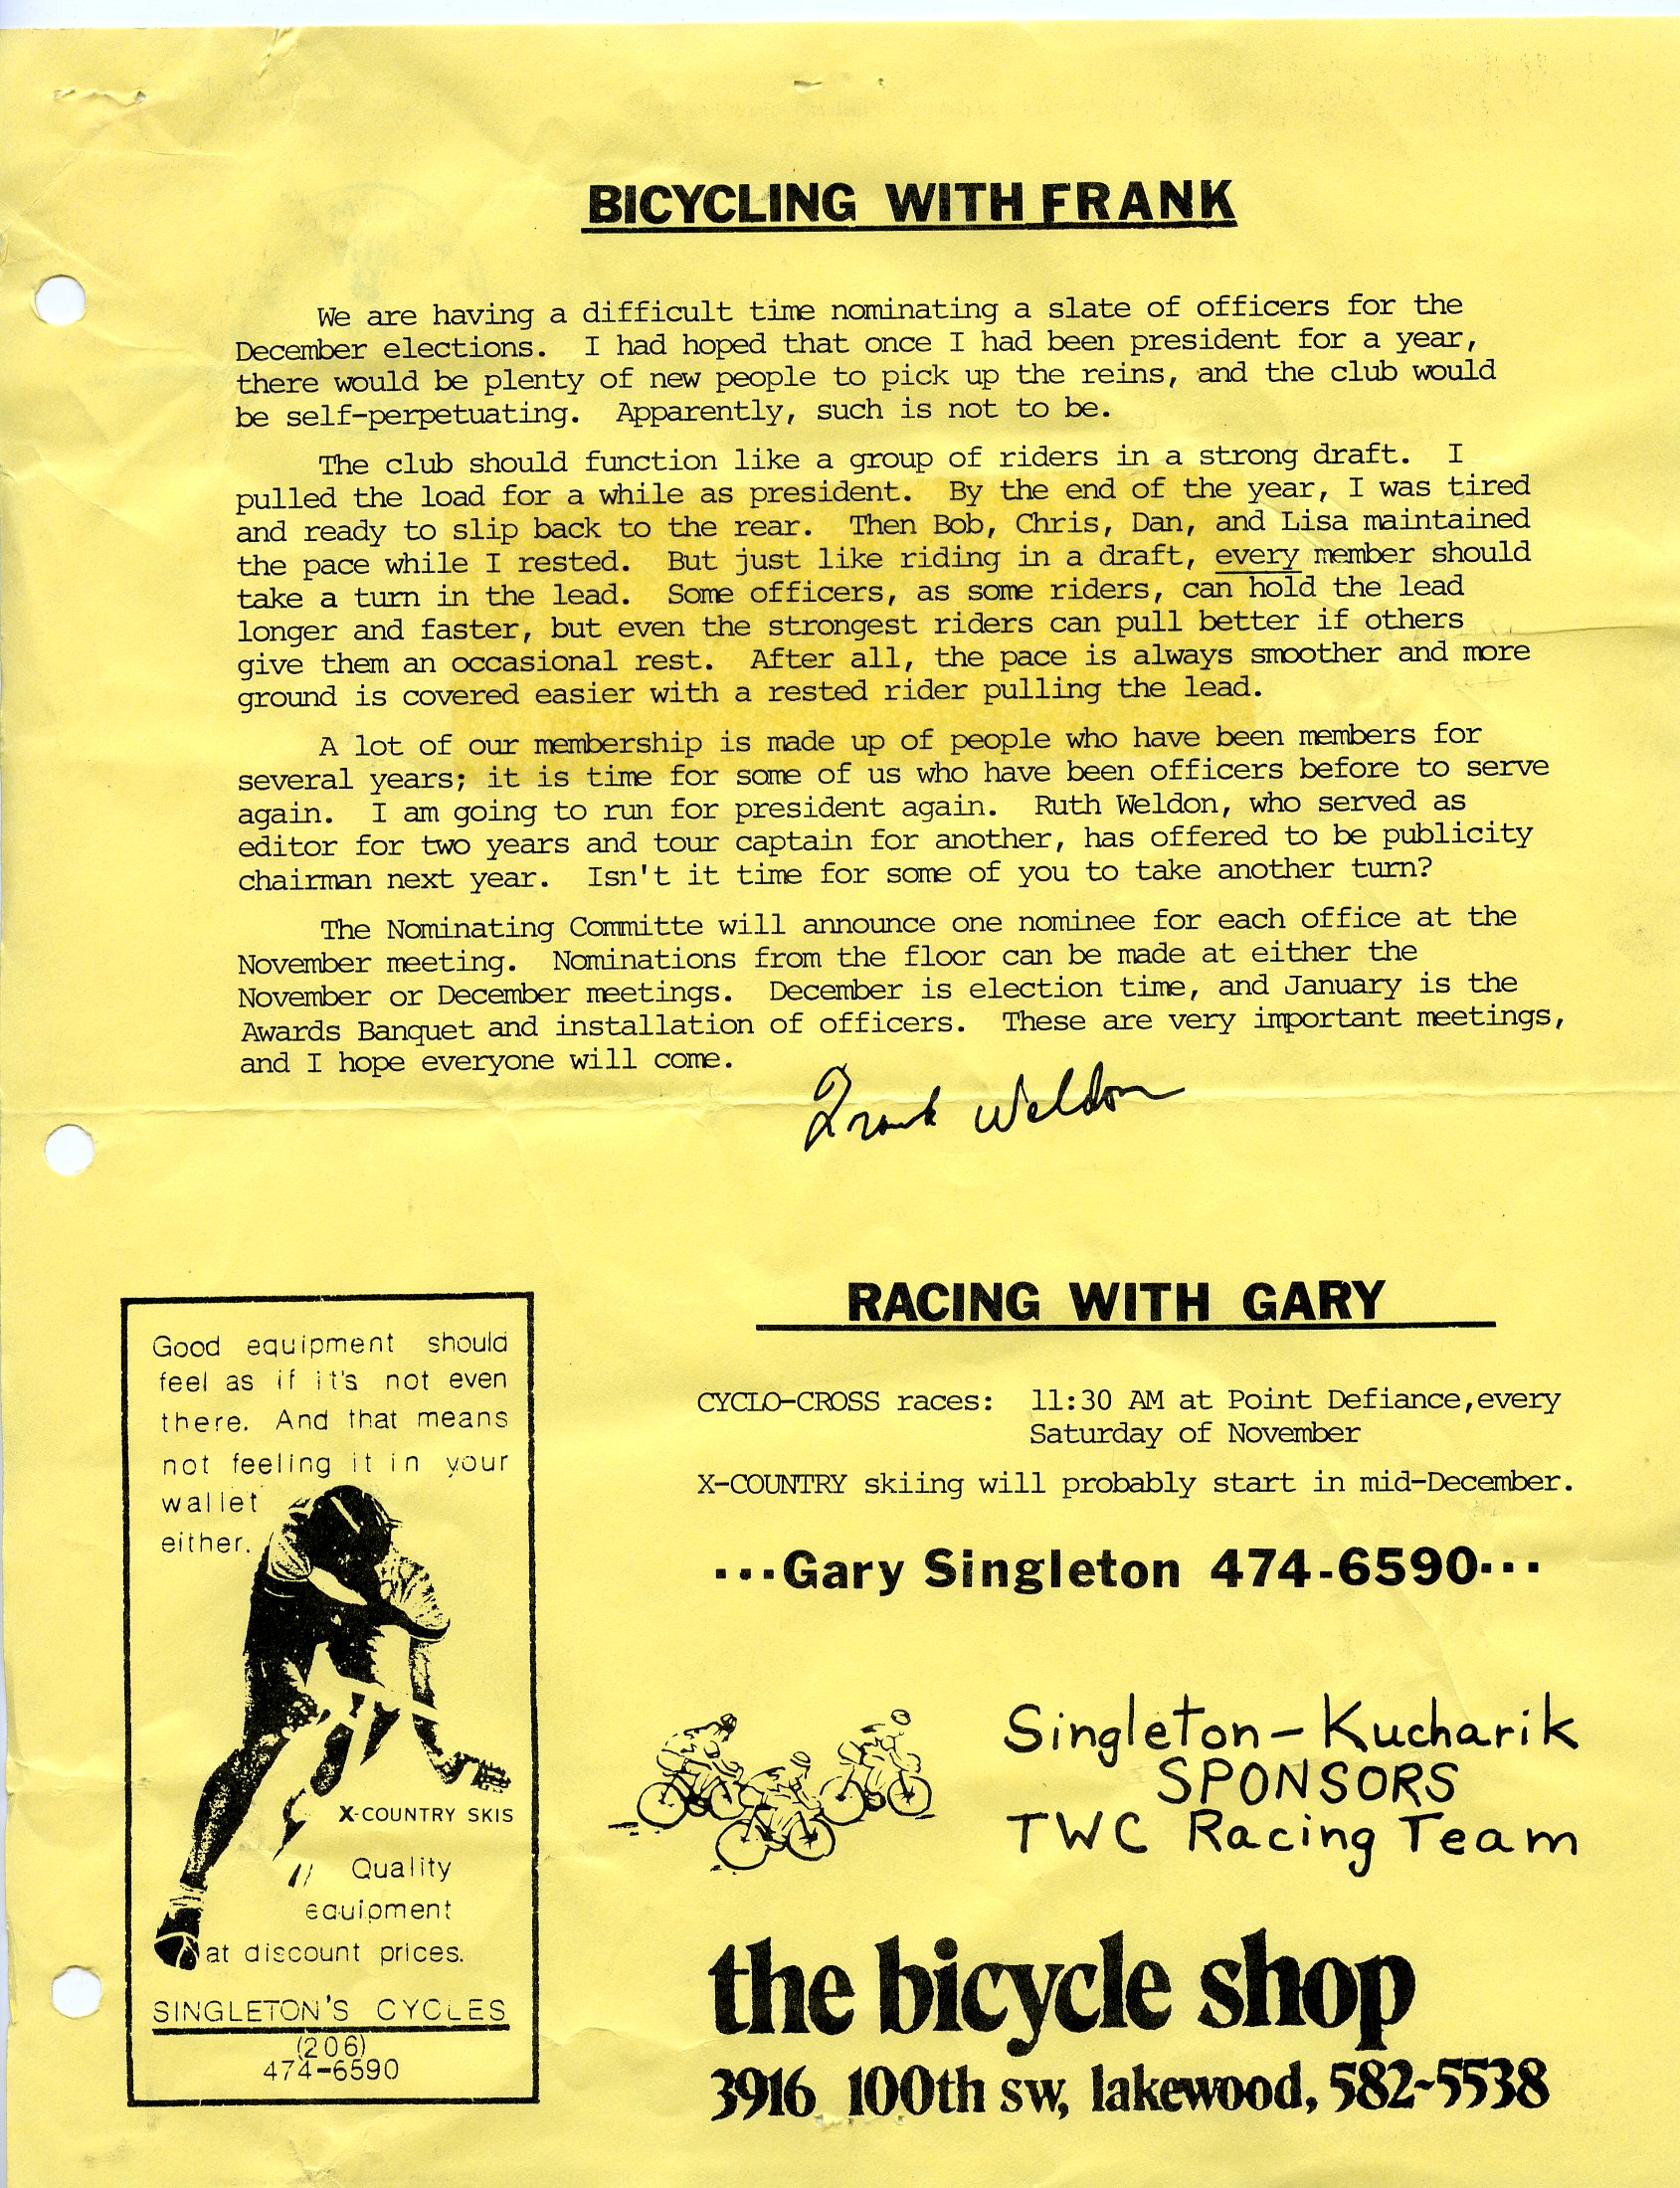 BICYCLING WITH FRANK
We are having a difficult time nominating a slate of officers for the
December elections. I had hoped that once I had been president for a year,
there would be plenty of new people to pick up the reins, and the club would
be self-perpetuating. Apparently, such is not to be.
The club should function like a group of riders in a strong draft. I
pulled the load for a while as president. By the end of the year, I was tired
and ready to slip back to the rear. Then Bob, Chris, Dan, and Lisa maintained
the pace while I rested. But just like riding in a draft, every member should
take a turn in the lead. Some officers, as some riders, can hold the lead
longer and faster, but even the strongest riders can pull better if others
give them an occasional rest. After all, the pace is always smoother and more
ground is covered easier with a rested rider pulling the lead.
A lot of our membership is made up of people who have been members for
several years; it is time for some of us who have been officers before to serve
again. I am going to run for president again. Ruth Weldon, who served as
editor for two years and tour captain for another, has offered to be publicity
chairman next year. Isn't it time for some of you to take another turn?
The Nominating Committe will announce one nominee for each office at the
November meeting. Nominations from the floor can be made at either the
November or December meetings. December is election time, and January is the
Awards Banquet and installation of officers. These are very important meetings,
and I hope everyone will come.
Frank Weldon
Good equipment should
feel as if it's not even
there. And that means
not feeling it in your
wallet
either.
X-COUNTRY SKIS
Quality
equipment
at discount prices.
SINGLETON'S CYCLES
(206)
474-6590
RACING WITH GARY
CYCLO-CROSS races: 11:30 AM at Point Defiance,every
Saturday of November
X-COUNTRY skiing will probably start in mid-December.
...Gary Singleton 474-6590...
Singleton-Kucharik
SPONSORS
TWC Racing Team
the bicycle shop
3916 100th sw, lakewood, 582-5538